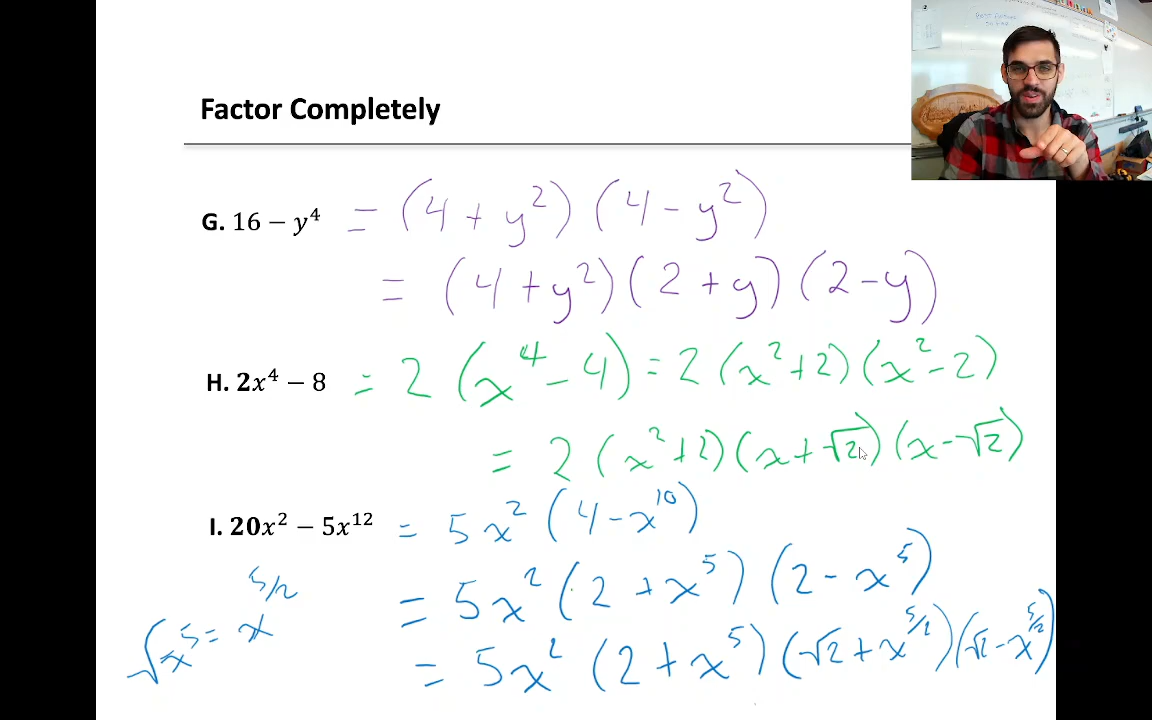 Factor Completely
G. 16 − y⁴ = (4 + y²)(4 − y²)
= (4 + y²)(2 + y)(2 − y)
H. 2x⁴ − 8 = 2(x⁴ − 4) = 2(x² + 2)(x² − 2)
= 2(x² + 2)(x + √2)(x − √2)
I. 20x² − 5x¹² = 5x²(4 − x¹⁰)
= 5x²(2 + x⁵)(2 − x⁵)
√x⁵ = x^(5/2)
= 5x²(2 + x⁵)(√2 + x^(5/2))(√2 − x^(5/2))